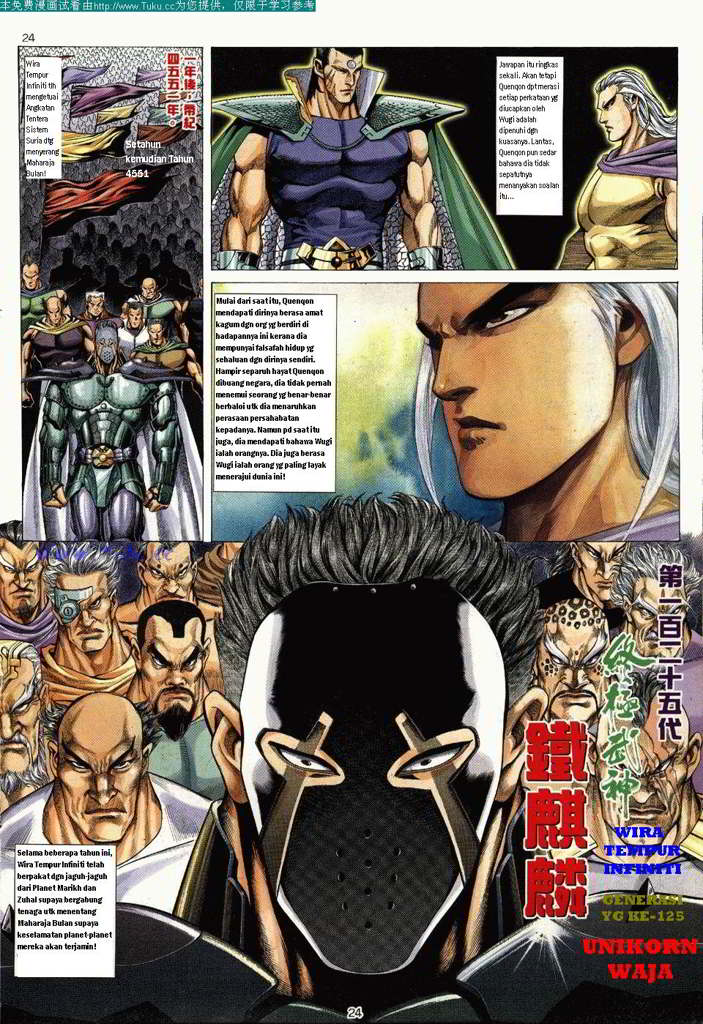 本免费漫画试看由http://www.Tuku.cc为您提供，仅限于学习参考
24
Wira
Tempur
Infiniti tlh
mengetuai
Angkatan
Tentera
Sistem
Suria dtg
menyerang
Maharaja
Bulan!
一年後，帝紀
四五五一年。
Setahun
kemudian Tahun
4551
Jawapan itu ringkas
sekali. Akan tetapi
Quenqon dpt merasi
setiap perkataan yg
diucapkan oleh
Wugi adalah
dipenuhi dgn
kuasanya. Lantas,
Quenqon pun sedar
bahawa dia tidak
sepatutnya
menanyakan soalan
itu...
Mulai dari saat itu, Quenqon
mendapati dirinya berasa amat
kagum dgn org yg berdiri di
hadapannya ini kerana dia
mempunyai falsafah hidup yg
sehaluan dgn dirinya sendiri.
Hampir separuh hayat Quenqon
dibuang negara, dia tidak pernah
menemui seseorang yg benar-benar
berbaloi utk dia menaruhkan
perasaan persahabatan
kepadanya. Namun pd saat itu
juga, dia mendapati bahawa Wugi
ialah orangnya. Dia juga berasa
Wugi ialah orang yg paling layak
menerajui dunia ini!
第一百二十五代
終極武神
鐵麒麟
WIRA
TEMPUR
INFINITI
GENERASI
YG KE-125
UNIKORN
WAJA
Selama beberapa tahun ini,
Wira Tempur Infiniti telah
berpakat dgn jaguh-jaguh
dari Planet Marikh dan
Zuhal supaya bergabung
tenaga utk menentang
Maharaja Bulan supaya
keselamatan planet-planet
mereka akan terjamin!
24